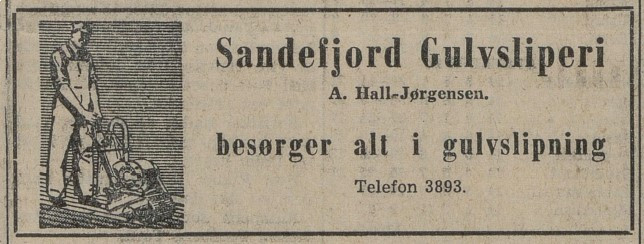 Sandefjord Gulvsliperi
A. Hall-Jørgensen.
besørger alt i gulvslipning
Telefon 3893.